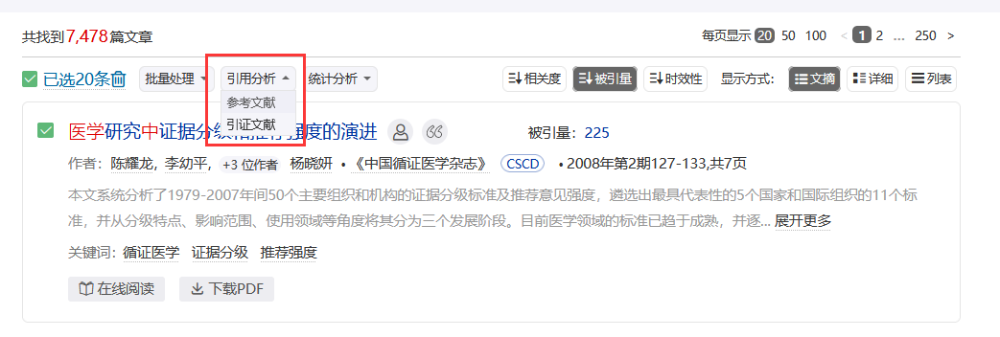 共找到7,478篇文章 每页显示 20 50 100 < 1 2 ... 250 >
已选20条 批量处理 引用分析 统计分析 相关度 被引量 时效性 显示方式： 文摘 详细 列表
参考文献
引证文献
医学研究中证据分级和推荐强度的演进 被引量：225
作者：陈耀龙，李幼平，+3 位作者 杨晓妍 • 《中国循证医学杂志》 CSCD • 2008年第2期127-133,共7页
本文系统分析了1979-2007年间50个主要组织和机构的证据分级标准及推荐意见强度，遴选出最具代表性的5个国家和国际组织的11个标
准，并从分级特点、影响范围、使用领域等角度将其分为三个发展阶段。目前医学领域的标准已趋于成熟，并逐... 展开更多
关键词：循证医学 证据分级 推荐强度
在线阅读 下载PDF